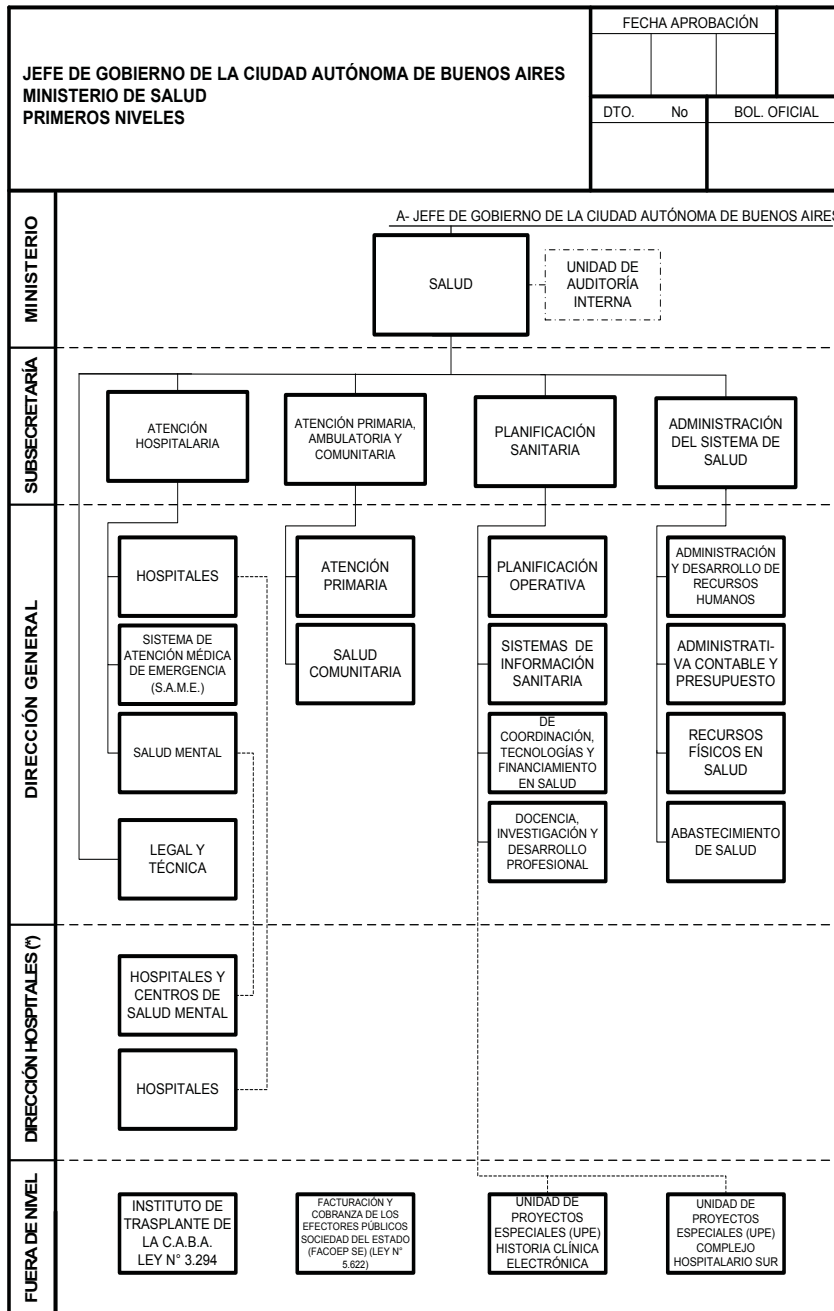 JEFE DE GOBIERNO DE LA CIUDAD AUTÓNOMA DE BUENOS AIRES
MINISTERIO DE SALUD
PRIMEROS NIVELES
FECHA APROBACIÓN
DTO. No
BOL. OFICIAL
MINISTERIO
A- JEFE DE GOBIERNO DE LA CIUDAD AUTÓNOMA DE BUENOS AIRES
SALUD
UNIDAD DE
AUDITORÍA
INTERNA
SUBSECRETARÍA
ATENCIÓN
HOSPITALARIA
ATENCIÓN PRIMARIA,
AMBULATORIA Y
COMUNITARIA
PLANIFICACIÓN
SANITARIA
ADMINISTRACIÓN
DEL SISTEMA DE
SALUD
DIRECCIÓN GENERAL
HOSPITALES
ATENCIÓN
PRIMARIA
PLANIFICACIÓN
OPERATIVA
ADMINISTRACIÓN
Y DESARROLLO DE
RECURSOS
HUMANOS
SISTEMA DE
ATENCIÓN MÉDICA
DE EMERGENCIA
(S.A.M.E.)
SALUD
COMUNITARIA
SISTEMAS DE
INFORMACIÓN
SANITARIA
ADMINISTRATI-
VA CONTABLE Y
PRESUPUESTO
SALUD MENTAL
DE
COORDINACIÓN,
TECNOLOGÍAS Y
FINANCIAMIENTO
EN SALUD
RECURSOS
FÍSICOS EN
SALUD
LEGAL Y
TÉCNICA
DOCENCIA,
INVESTIGACIÓN Y
DESARROLLO
PROFESIONAL
ABASTECIMIENTO
DE SALUD
DIRECCIÓN HOSPITALES (*)
HOSPITALES Y
CENTROS DE
SALUD MENTAL
HOSPITALES
FUERA DE NIVEL
INSTITUTO DE
TRASPLANTE DE
LA C.A.B.A.
LEY N° 3.294
FACTURACIÓN Y
COBRANZA DE LOS
EFECTORES PÚBLICOS
SOCIEDAD DEL ESTADO
(FACOEP SE) (LEY N°
5.622)
UNIDAD DE
PROYECTOS
ESPECIALES (UPE)
HISTORIA CLÍNICA
ELECTRÓNICA
UNIDAD DE
PROYECTOS
ESPECIALES (UPE)
COMPLEJO
HOSPITALARIO SUR